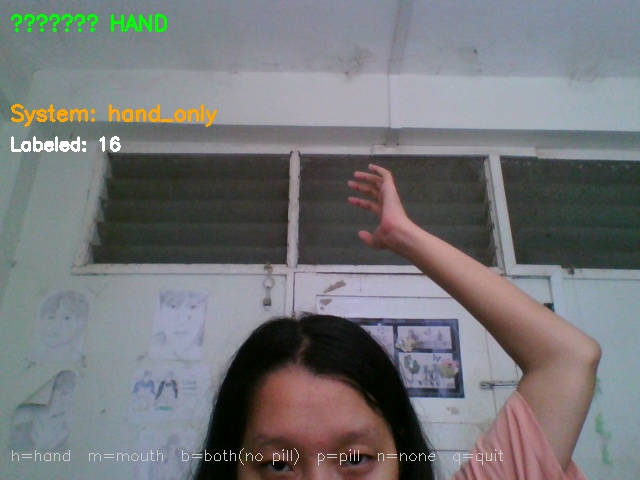 ??????? HAND
System: hand_only
Labeled: 16
h=hand m=mouth b=both(no pill) p=pill n=none q=quit